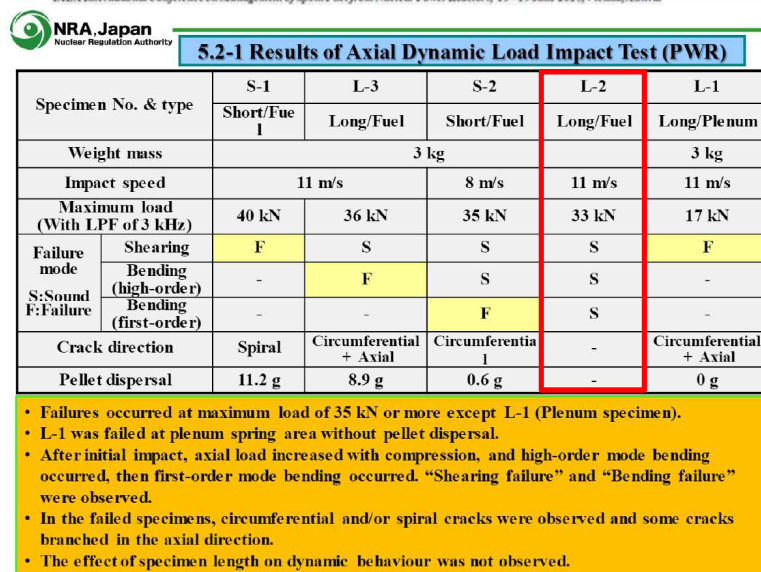 NRA, Japan
Nuclear Regulation Authority
5.2-1 Results of Axial Dynamic Load Impact Test (PWR)
Specimen No. & type S-1 L-3 S-2 L-2 L-1
Short/Fue
l Long/Fuel Short/Fuel Long/Fuel Long/Plenum
Weight mass 3 kg 3 kg
Impact speed 11 m/s 8 m/s 11 m/s 11 m/s
Maximum load
(With LPF of 3 kHz) 40 kN 36 kN 35 kN 33 kN 17 kN
Failure
mode
S:Sound
F:Failure
Shearing F S S S F
Bending
(high-order) - F S S -
Bending
(first-order) - - F S -
Crack direction Spiral Circumferential
+ Axial Circumferentia
l - Circumferential
+ Axial
Pellet dispersal 11.2 g 8.9 g 0.6 g - 0 g
• Failures occurred at maximum load of 35 kN or more except L-1 (Plenum specimen).
• L-1 was failed at plenum spring area without pellet dispersal.
• After initial impact, axial load increased with compression, and high-order mode bending
occurred, then first-order mode bending occurred. “Shearing failure” and “Bending failure”
were observed.
• In the failed specimens, circumferential and/or spiral cracks were observed and some cracks
branched in the axial direction.
• The effect of specimen length on dynamic behaviour was not observed.